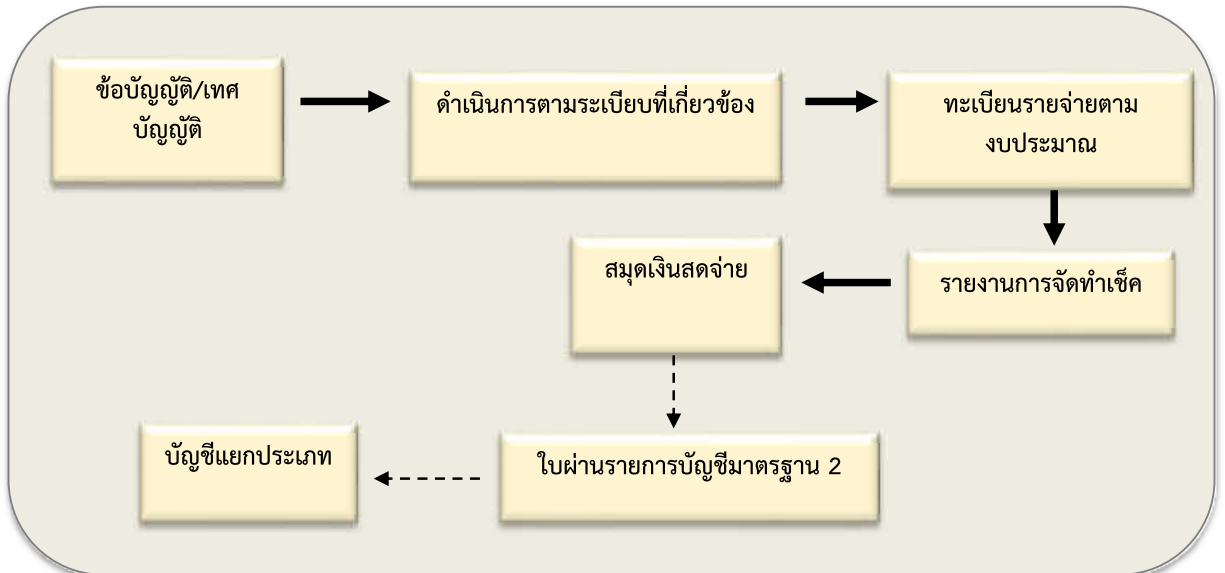 ข้อบัญญัติ/เทศ
บัญญัติ
ดำเนินการตามระเบียบที่เกี่ยวข้อง
ทะเบียนรายจ่ายตาม
งบประมาณ
รายงานการจัดทำเช็ค
สมุดเงินสดจ่าย
ใบผ่านรายการบัญชีมาตรฐาน 2
บัญชีแยกประเภท